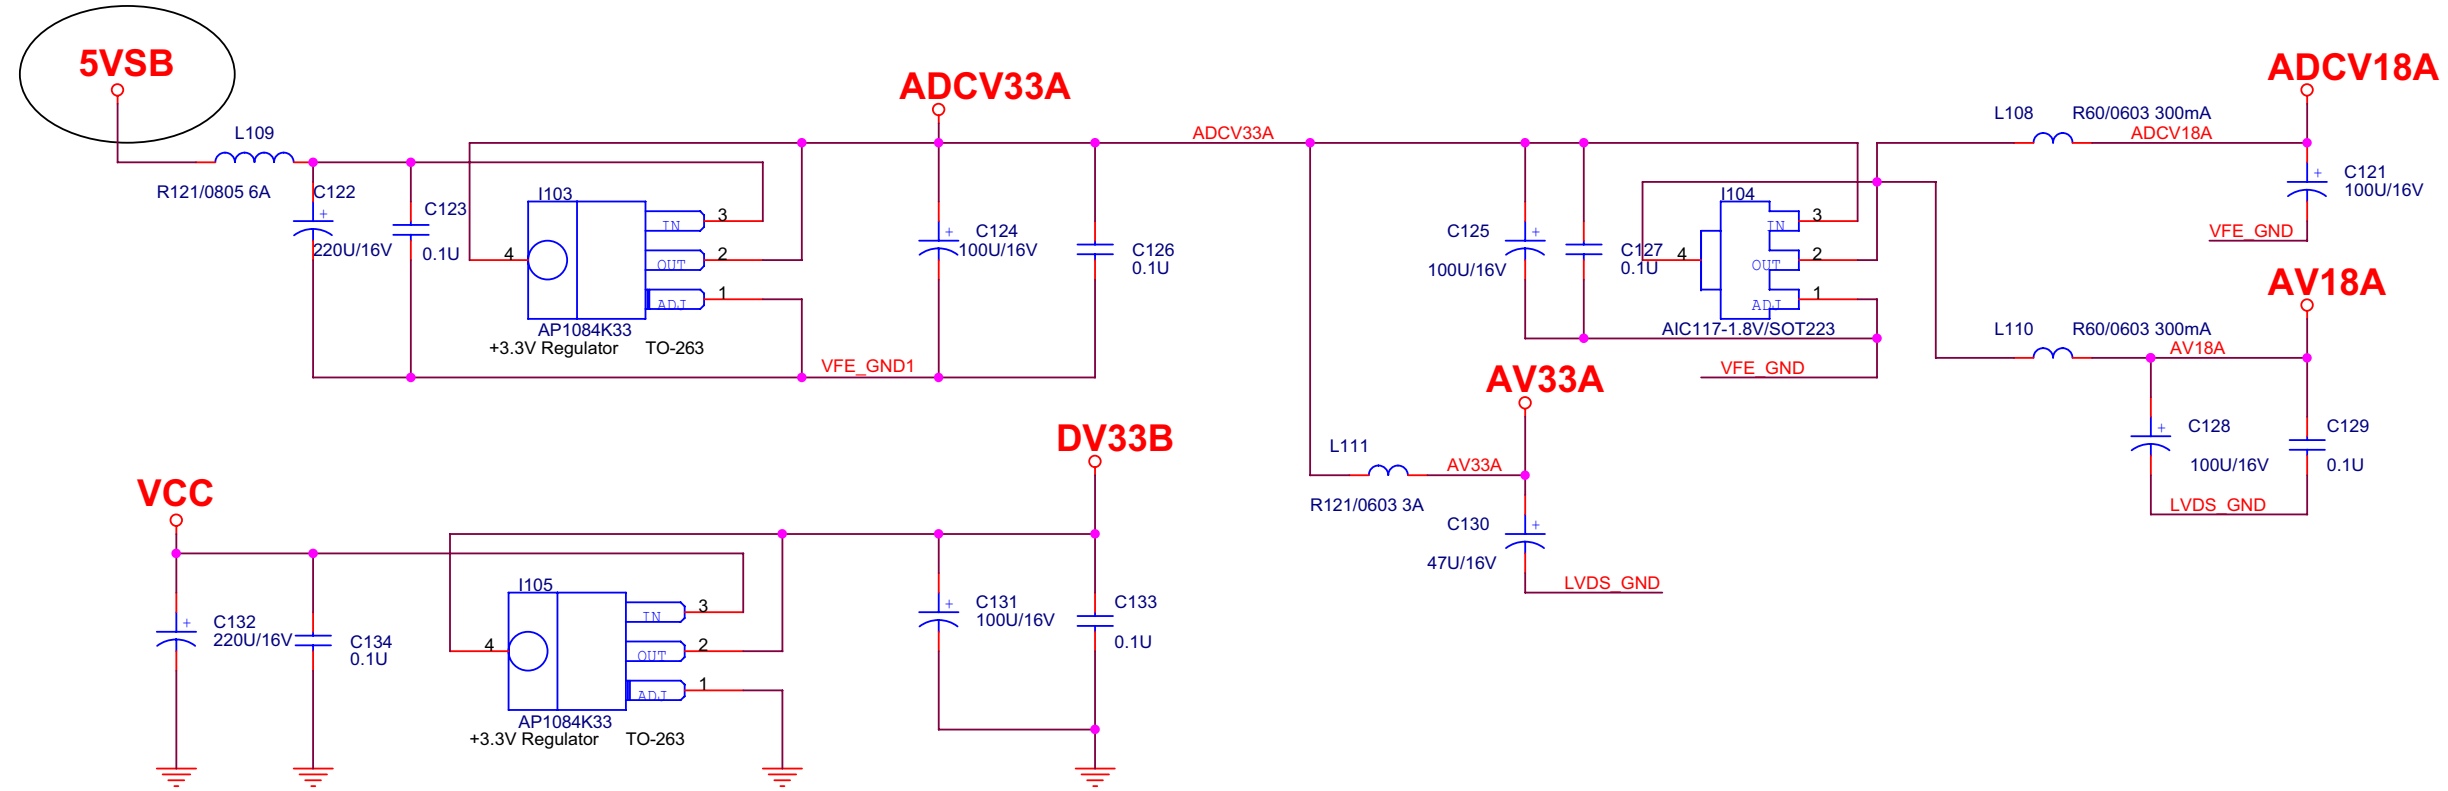 5VSB
L109
R121/0805 6A
C122
220U/16V
C123
0.1U
I103
4
IN
3
OUT
2
ADJ
1
AP1084K33
+3.3V Regulator TO-263
VFE_GND1
ADCV33A
C124
100U/16V
C126
0.1U
ADCV33A
C125
100U/16V
C127
0.1U
I104
4
IN
3
OUT
2
ADJ
1
AIC117-1.8V/SOT223
VFE_GND
L108
R60/0603 300mA
ADCV18A
ADCV18A
C121
100U/16V
VFE_GND
AV18A
L110
R60/0603 300mA
AV18A
C128
100U/16V
C129
0.1U
LVDS_GND
AV33A
L111
AV33A
R121/0603 3A
C130
47U/16V
LVDS_GND
VCC
C132
220U/16V
C134
0.1U
I105
4
IN
3
OUT
2
ADJ
1
AP1084K33
+3.3V Regulator TO-263
DV33B
C131
100U/16V
C133
0.1U